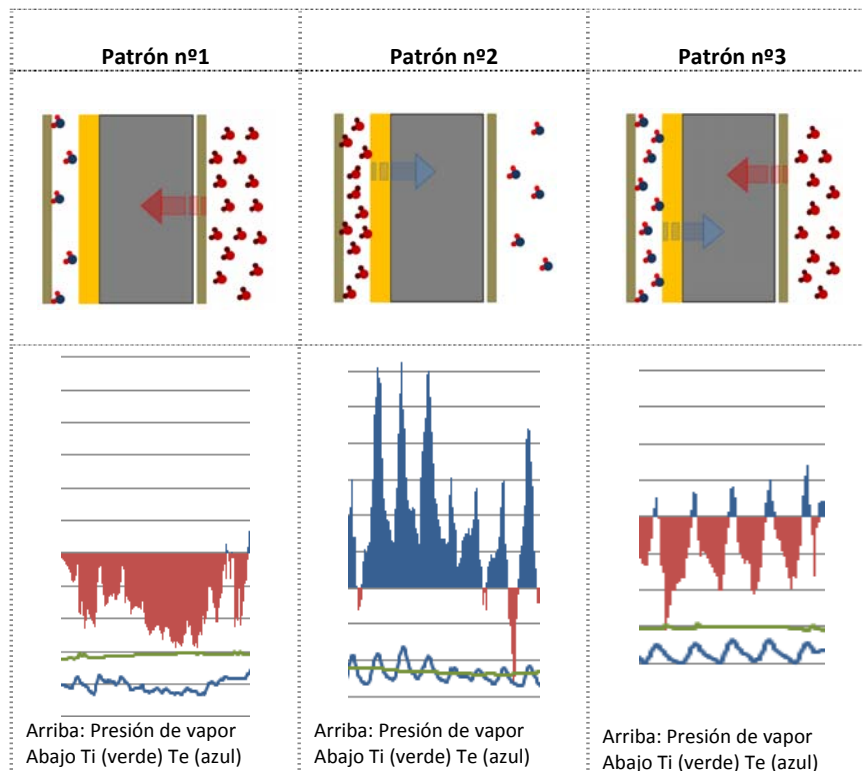 Patrón nº1
Patrón nº2
Patrón nº3
Arriba: Presión de vapor
Abajo Ti (verde) Te (azul)
Arriba: Presión de vapor
Abajo Ti (verde) Te (azul)
Arriba: Presión de vapor
Abajo Ti (verde) Te (azul)